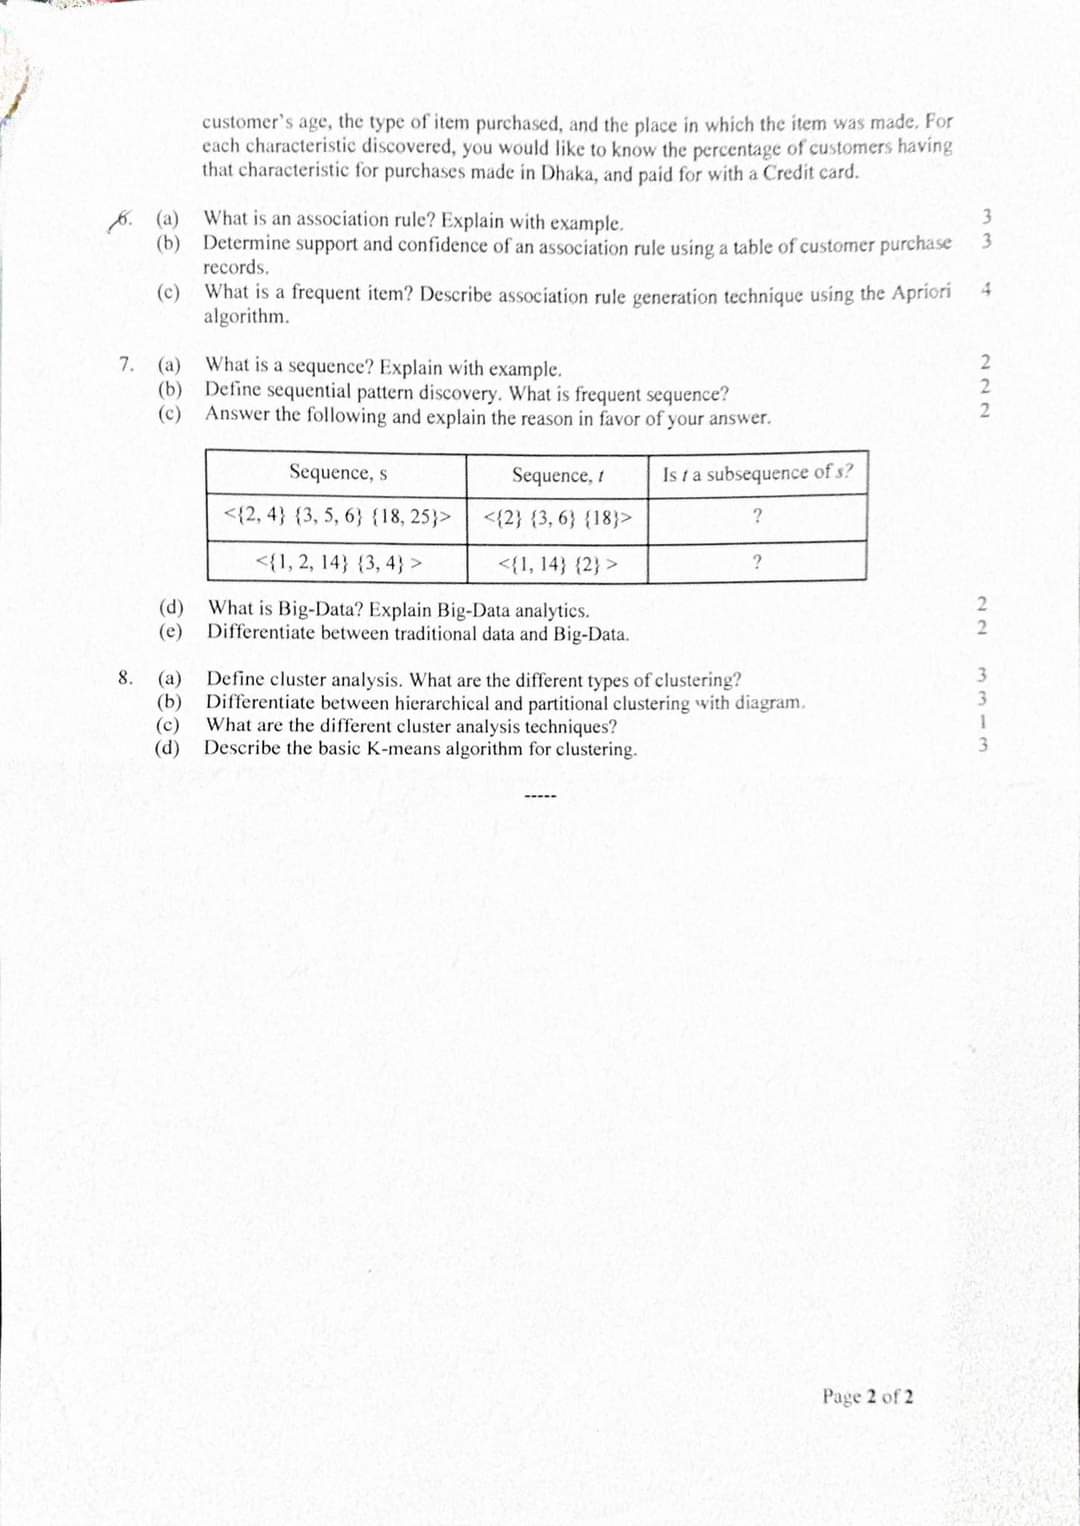 customer's age, the type of item purchased, and the place in which the item was made. For
each characteristic discovered, you would like to know the percentage of customers having
that characteristic for purchases made in Dhaka, and paid for with a Credit card.
6. (a) What is an association rule? Explain with example. 3
(b) Determine support and confidence of an association rule using a table of customer purchase 3
records.
(c) What is a frequent item? Describe association rule generation technique using the Apriori 4
algorithm.
7. (a) What is a sequence? Explain with example. 2
(b) Define sequential pattern discovery. What is frequent sequence? 2
(c) Answer the following and explain the reason in favor of your answer. 2
Sequence, s Sequence, t Is t a subsequence of s?
<{2, 4} {3, 5, 6} {18, 25}> <{2} {3, 6} {18}> ?
<{1, 2, 14} {3, 4} > <{1, 14} {2} > ?
(d) What is Big-Data? Explain Big-Data analytics. 2
(e) Differentiate between traditional data and Big-Data. 2
8. (a) Define cluster analysis. What are the different types of clustering? 3
(b) Differentiate between hierarchical and partitional clustering with diagram. 3
(c) What are the different cluster analysis techniques? 1
(d) Describe the basic K-means algorithm for clustering. 3
-----
Page 2 of 2